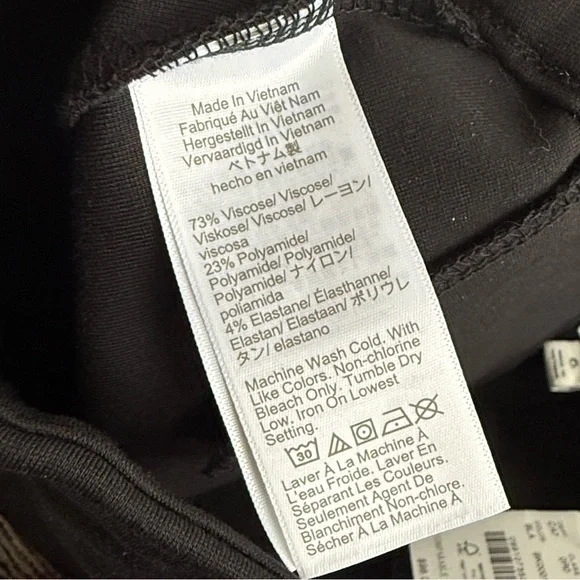 Made In Vietnam
Fabriqué Au Việt Nam
Hergestellt In Vietnam
Vervaardigd In Vietnam
ベトナム製
hecho en vietnam
73% Viscose/ Viscose/
Viskose/ Viscose/ レーヨン/
viscosa
23% Polyamide/
Polyamide/ Polyamide/
Polyamide/ ナイロン/
poliamida
4% Elastane/ Élasthanne/
Elastan/ Elastaan/ ポリウレ
タン/ elastano
Machine Wash Cold. With
Like Colors. Non-chlorine
Bleach Only. Tumble Dry
Low. Iron On Lowest
Setting.
30
Laver À La Machine À
L'eau Froide. Laver En
Séparant Les Couleurs.
Seulement Agent De
Blanchiment Non-chlore.
Sécher À La Machine À